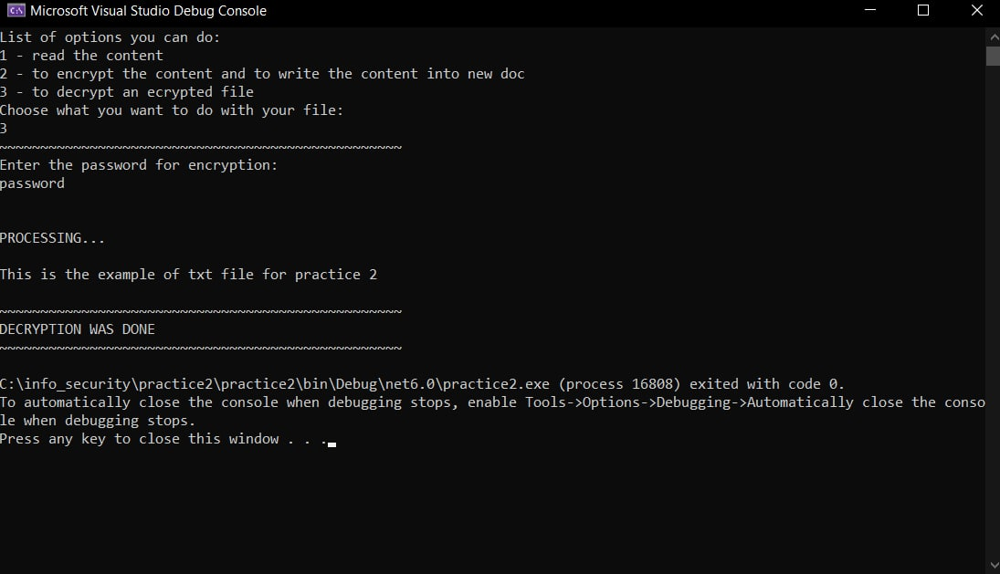 Microsoft Visual Studio Debug Console
List of options you can do:
1 - read the content
2 - to encrypt the content and to write the content into new doc
3 - to decrypt an ecrypted file
Choose what you want to do with your file:
3
~~~~~~~~~~~~~~~~~~~~~~~~~~~~~~~~~~~~~~~~~~~~~~~~~
Enter the password for encryption:
password
PROCESSING...
This is the example of txt file for practice 2
~~~~~~~~~~~~~~~~~~~~~~~~~~~~~~~~~~~~~~~~~~~~~~~~~
DECRYPTION WAS DONE
~~~~~~~~~~~~~~~~~~~~~~~~~~~~~~~~~~~~~~~~~~~~~~~~~
C:\info_security\practice2\practice2\bin\Debug\net6.0\practice2.exe (process 16808) exited with code 0.
To automatically close the console when debugging stops, enable Tools->Options->Debugging->Automatically close the conso
le when debugging stops.
Press any key to close this window . . .